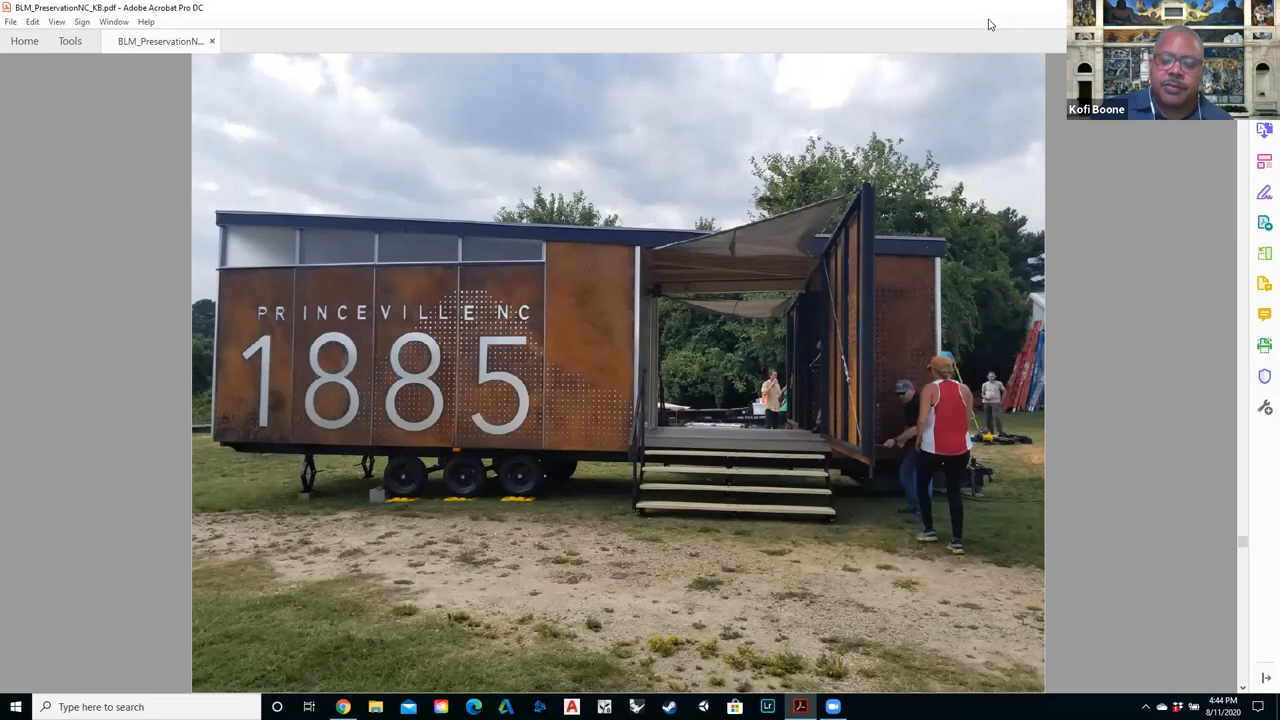 BLM_PreservationNC_KB.pdf - Adobe Acrobat Pro DC
File Edit View Sign Window Help
Home Tools BLM_PreservationN... ×
Kofi Boone
PRINCEVILLE NC
1885
Type here to search
4:44 PM
8/11/2020